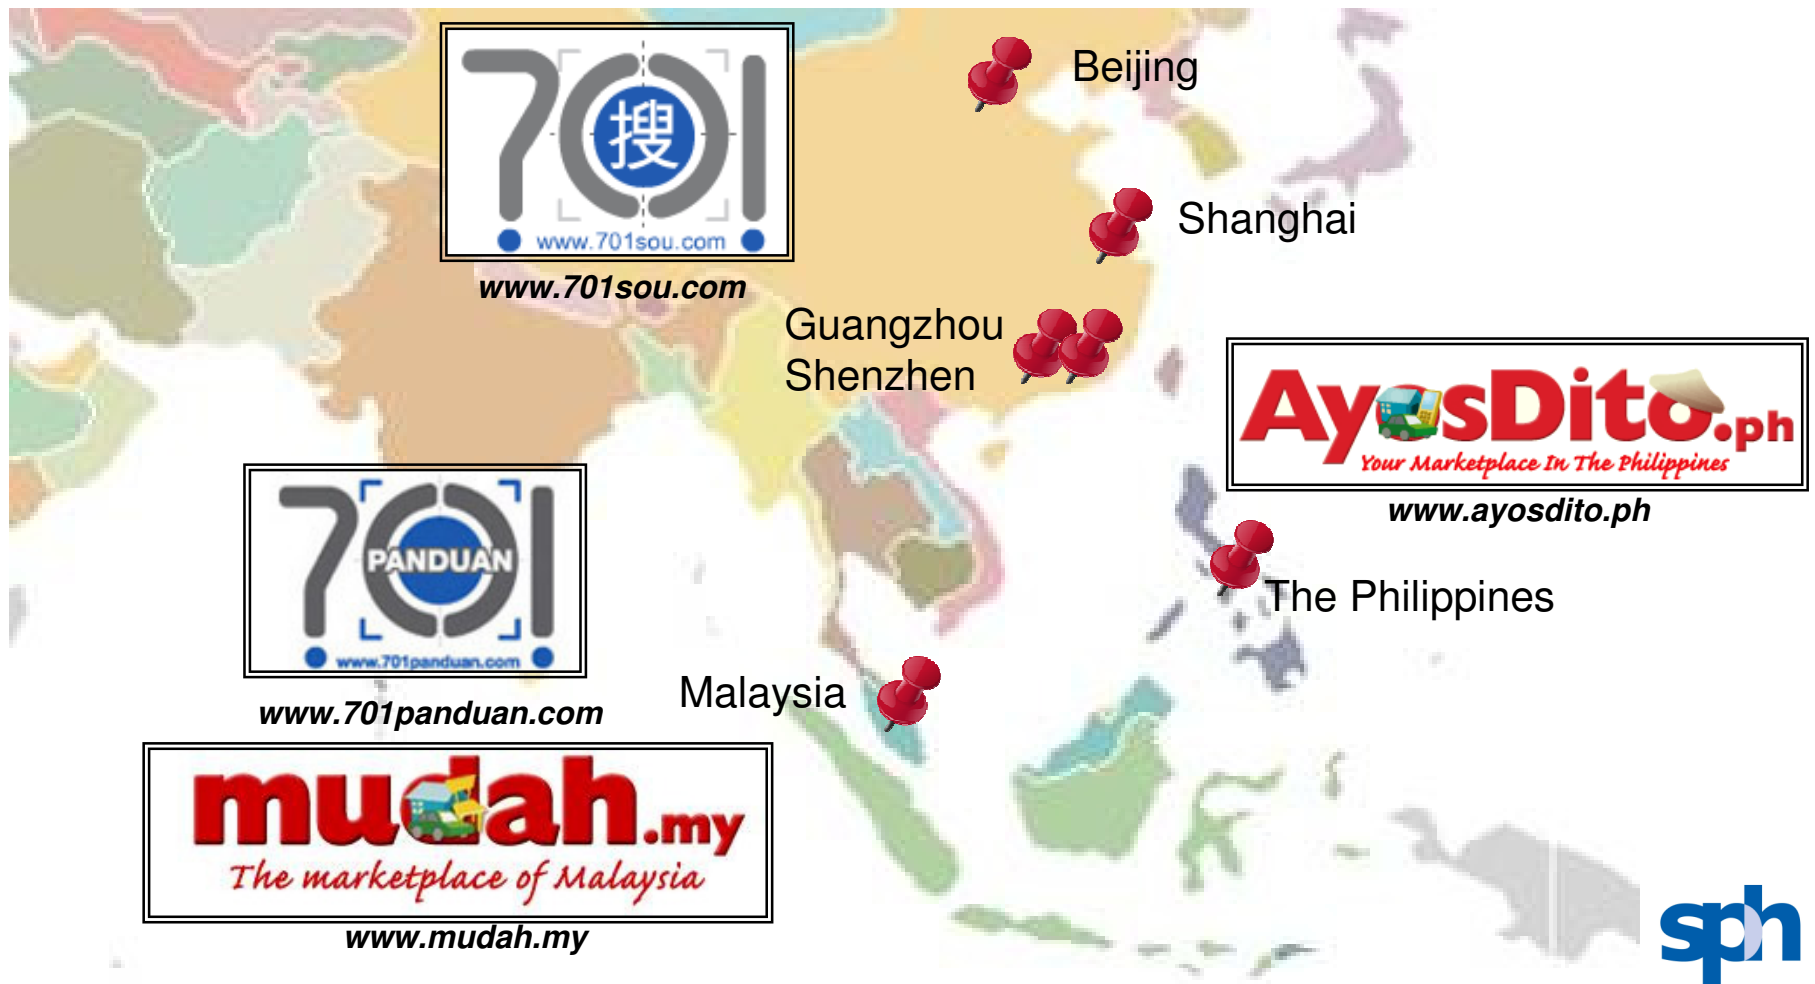 701
搜
www.701sou.com
www.701sou.com
Beijing
Shanghai
Guangzhou
Shenzhen
AyosDito.ph
Your Marketplace In The Philippines
www.ayosdito.ph
The Philippines
701
PANDUAN
www.701panduan.com
www.701panduan.com
Malaysia
mudah.my
The marketplace of Malaysia
www.mudah.my
sph